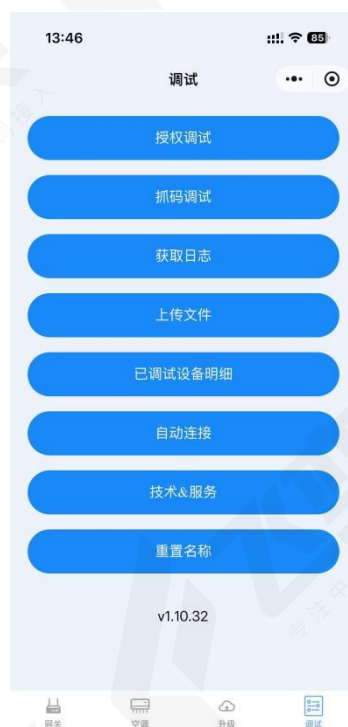 13:46
85
调试
授权调试
抓码调试
获取日志
上传文件
已调试设备明细
自动连接
技术&服务
重置名称
v1.10.32
网关
空调
升级
调试